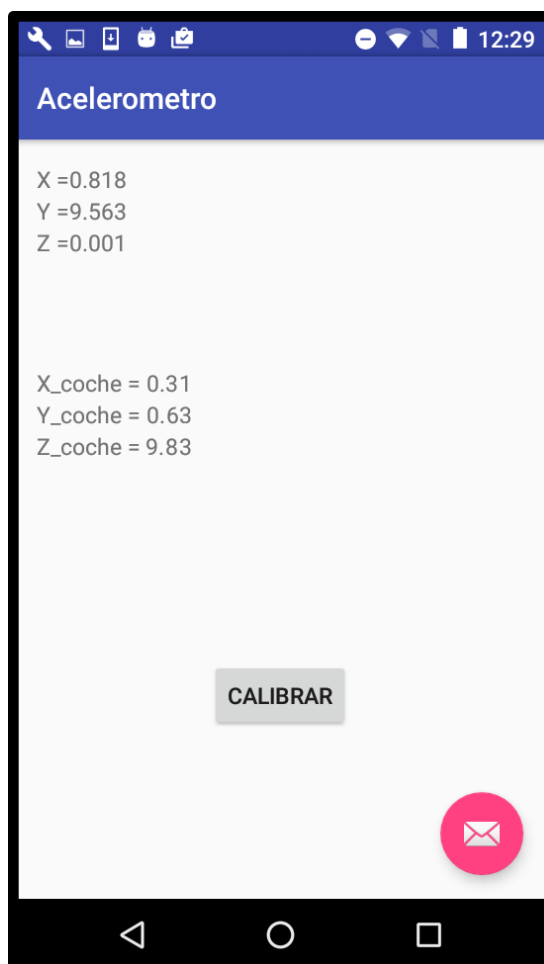 12:29
Acelerometro
X =0.818
Y =9.563
Z =0.001
X_coche = 0.31
Y_coche = 0.63
Z_coche = 9.83
CALIBRAR